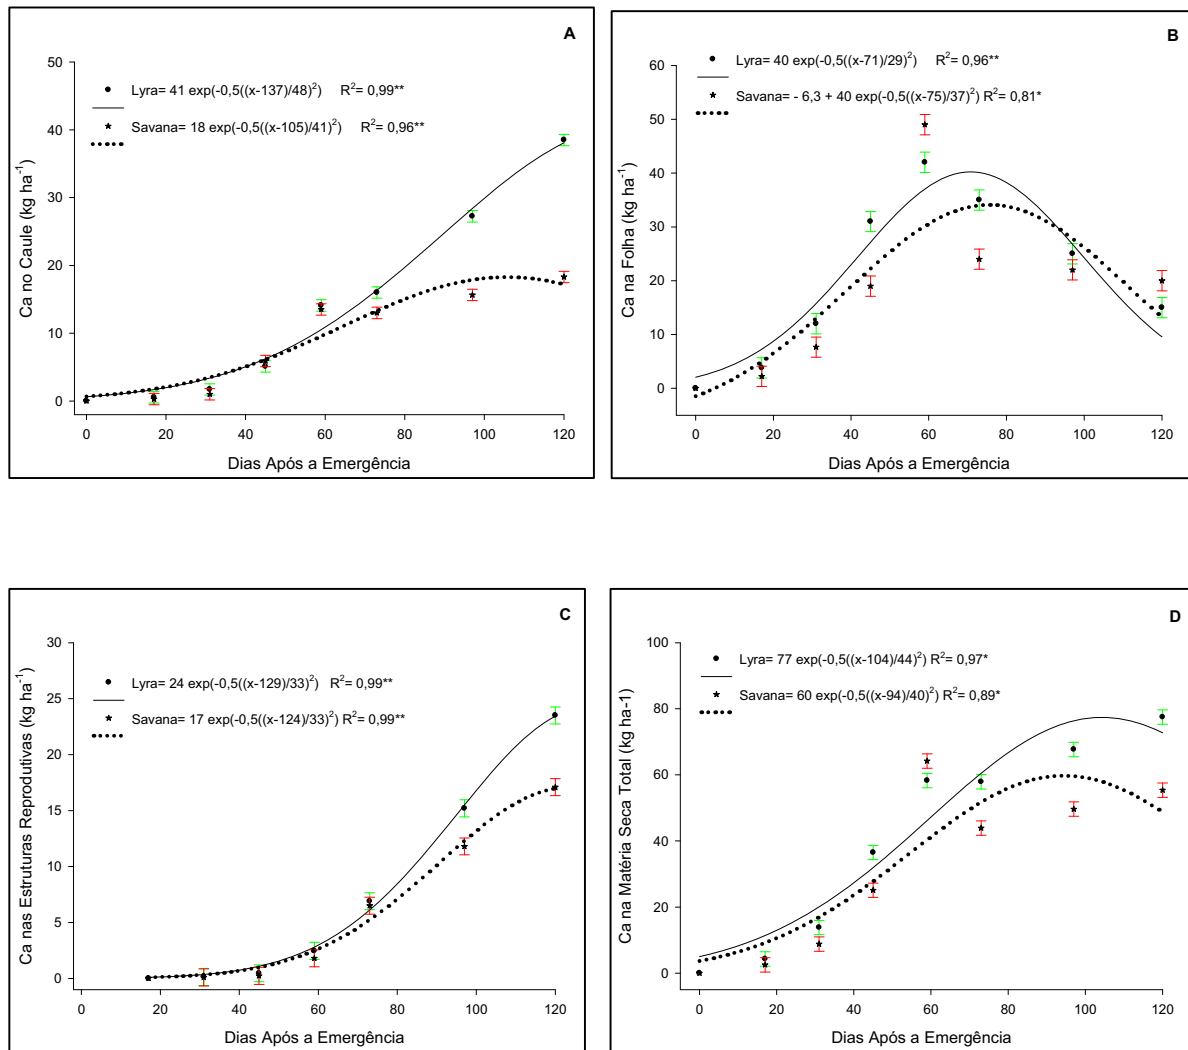 A
Lyra= 41 exp(-0,5((x-137)/48)²) R²= 0,99**
Savana= 18 exp(-0,5((x-105)/41)²) R²= 0,96**
Ca no Caule (kg ha⁻¹)
50
40
30
20
10
0
0 20 40 60 80 100 120
Dias Após a Emergência
B
Lyra= 40 exp(-0,5((x-71)/29)²) R²= 0,96**
Savana= - 6,3 + 40 exp(-0,5((x-75)/37)²) R²= 0,81*
Ca na Folha (kg ha⁻¹)
60
50
40
30
20
10
0
0 20 40 60 80 100 120
Dias Após a Emergência
C
Lyra= 24 exp(-0,5((x-129)/33)²) R²= 0,99**
Savana= 17 exp(-0,5((x-124)/33)²) R²= 0,99**
Ca nas Estruturas Reprodutivas (kg ha⁻¹)
30
25
20
15
10
5
0
0 20 40 60 80 100 120
Dias Após a Emergência
D
Lyra= 77 exp(-0,5((x-104)/44)²) R²= 0,97*
Savana= 60 exp(-0,5((x-94)/40)²) R²= 0,89*
Ca na Matéria Seca Total (kg ha-1)
100
80
60
40
20
0
0 20 40 60 80 100 120
Dias Após a Emergência